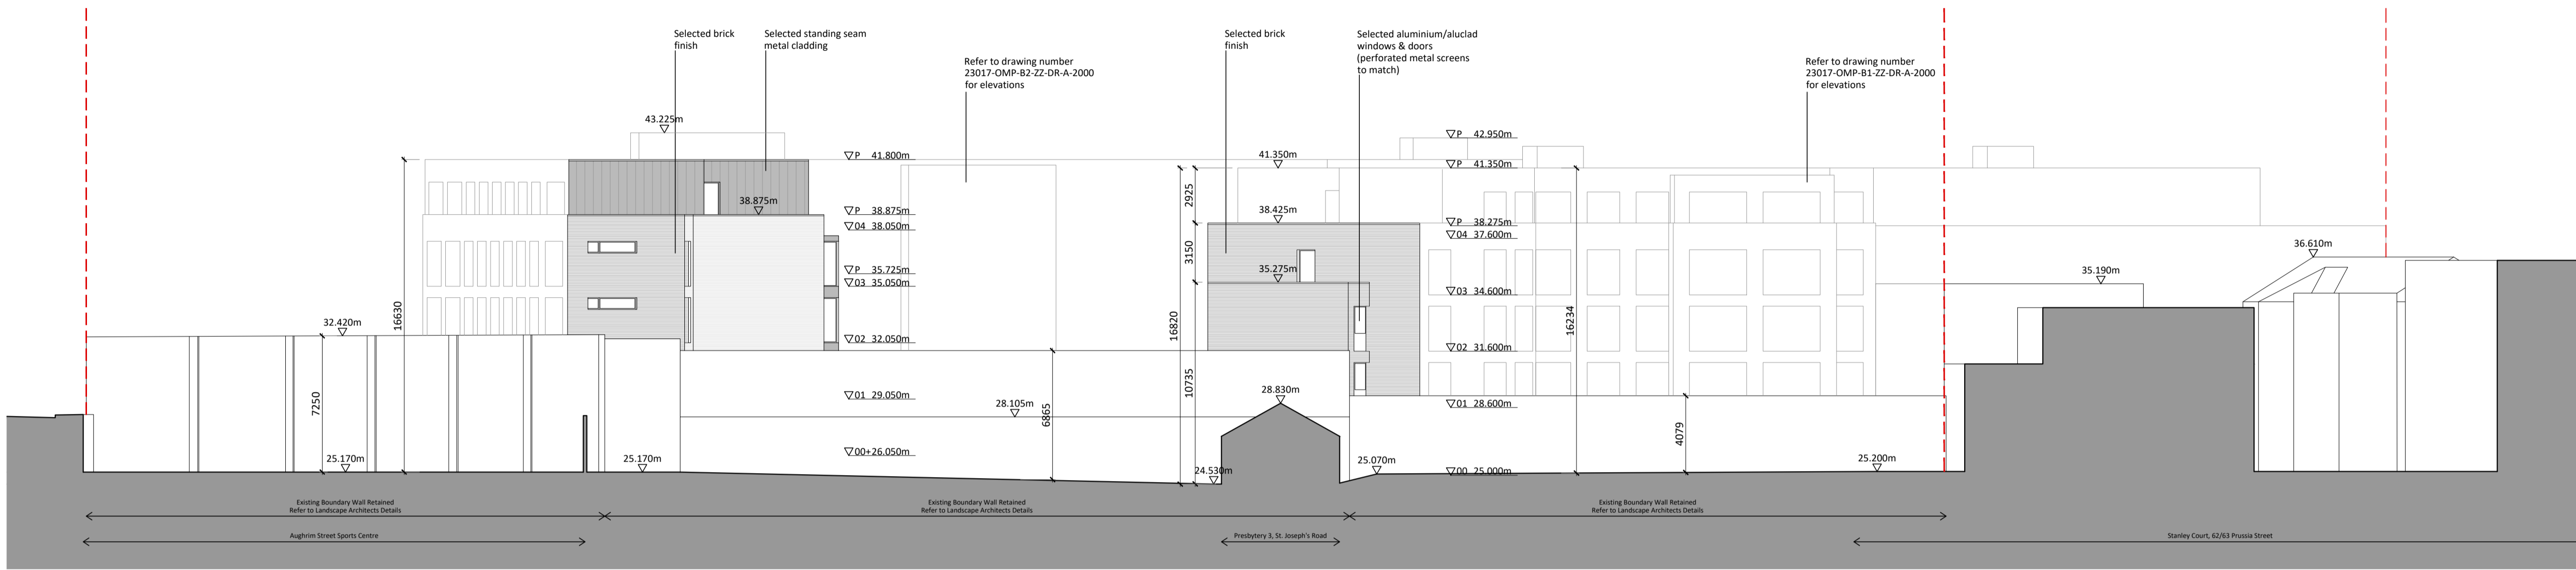 Selected brick
finish
Selected standing seam
metal cladding
Refer to drawing number
23017-OMP-B2-ZZ-DR-A-2000
for elevations
Selected brick
finish
Selected aluminium/aluclad
windows & doors
(perforated metal screens
to match)
Refer to drawing number
23017-OMP-B1-ZZ-DR-A-2000
for elevations
43.225m
P 41.800m
38.875m
P 38.875m
04 38.050m
P 35.725m
03 35.050m
02 32.050m
01 29.050m
00+26.050m
32.420m
16630
7250
25.170m
25.170m
28.105m
6865
41.350m
2925
38.425m
3150
35.275m
16820
10735
28.830m
24.530m
25.070m
P 42.950m
P 41.350m
P 38.275m
04 37.600m
03 34.600m
02 31.600m
01 28.600m
00 25.000m
16234
4079
25.200m
35.190m
36.610m
Existing Boundary Wall Retained
Refer to Landscape Architects Details
Existing Boundary Wall Retained
Refer to Landscape Architects Details
Existing Boundary Wall Retained
Refer to Landscape Architects Details
Aughrim Street Sports Centre
Presbytery 3, St. Joseph's Road
Stanley Court, 62/63 Prussia Street